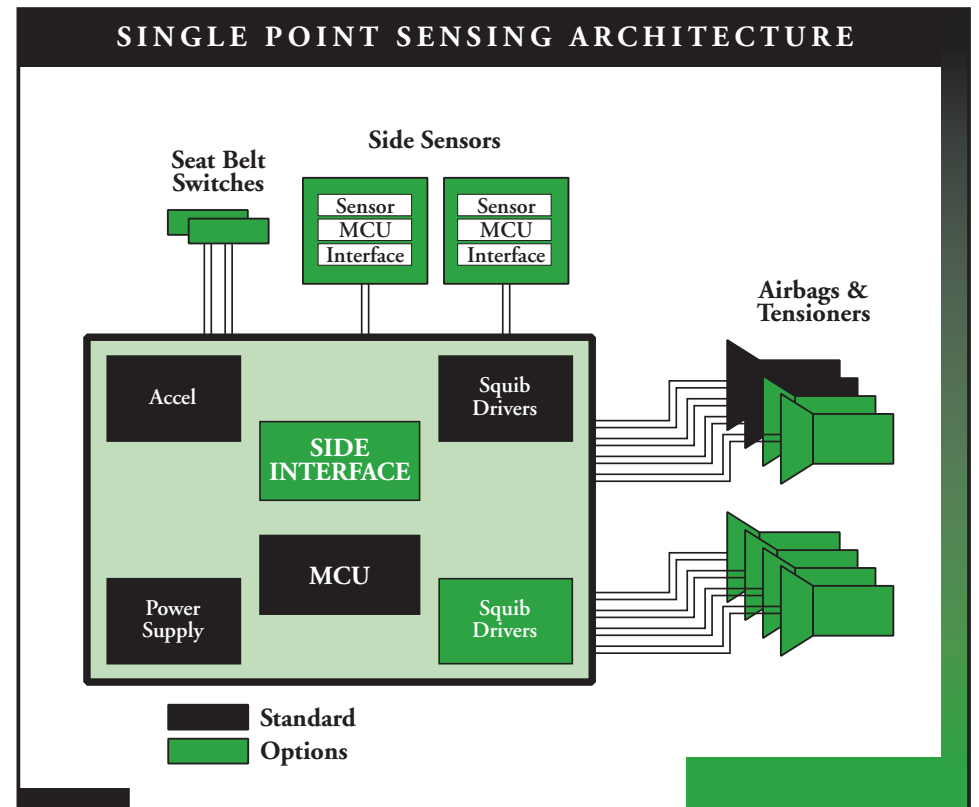 SINGLE POINT SENSING ARCHITECTURE
Side Sensors
Seat Belt
Switches
Sensor
MCU
Interface
Sensor
MCU
Interface
Airbags &
Tensioners
Accel
Squib
Drivers
SIDE
INTERFACE
MCU
Power
Supply
Squib
Drivers
Standard
Options